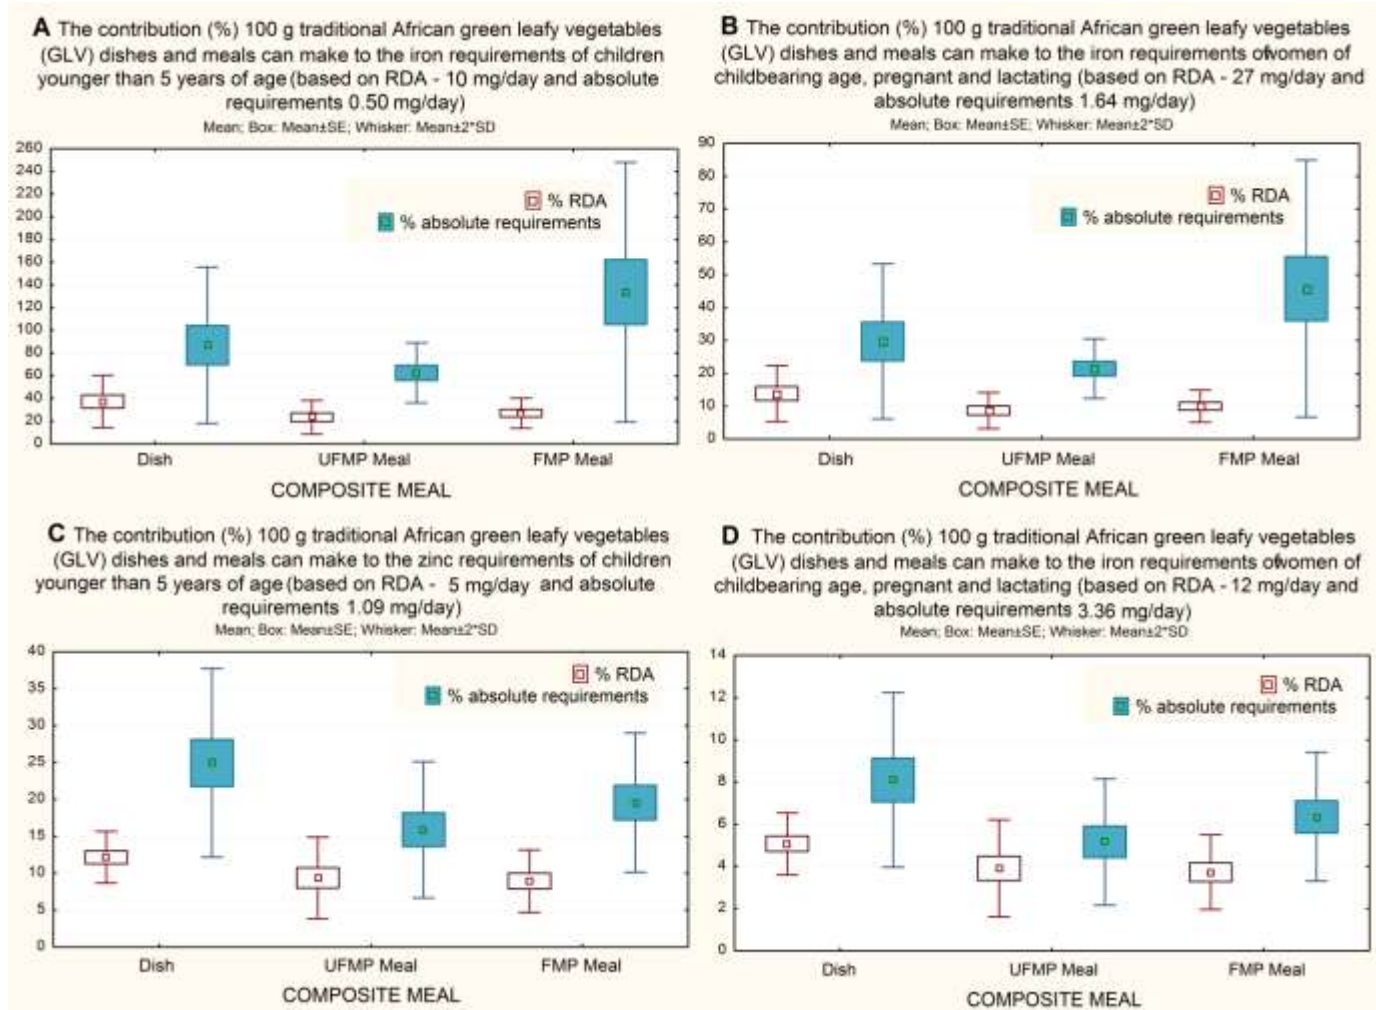 A The contribution (%) 100 g traditional African green leafy vegetables
(GLV) dishes and meals can make to the iron requirements of children
younger than 5 years of age (based on RDA - 10 mg/day and absolute
requirements 0.50 mg/day)
Mean; Box: Mean±SE; Whisker: Mean±2*SD
260
240
220
200
180
160
140
120
100
80
60
40
20
0
% RDA
% absolute requirements
Dish UFMP Meal FMP Meal
COMPOSITE MEAL
B The contribution (%) 100 g traditional African green leafy vegetables
(GLV) dishes and meals can make to the iron requirements ofwomen of
childbearing age, pregnant and lactating (based on RDA - 27 mg/day and
absolute requirements 1.64 mg/day)
Mean; Box: Mean±SE; Whisker: Mean±2*SD
90
80
70
60
50
40
30
20
10
0
% RDA
% absolute requirements
Dish UFMP Meal FMP Meal
COMPOSITE MEAL
C The contribution (%) 100 g traditional African green leafy vegetables
(GLV) dishes and meals can make to the zinc requirements of children
younger than 5 years of age (based on RDA - 5 mg/day and absolute
requirements 1.09 mg/day)
Mean; Box: Mean±SE; Whisker: Mean±2*SD
40
35
30
25
20
15
10
5
0
% RDA
% absolute requirements
Dish UFMP Meal FMP Meal
COMPOSITE MEAL
D The contribution (%) 100 g traditional African green leafy vegetables
(GLV) dishes and meals can make to the iron requirements ofwomen of
childbearing age, pregnant and lactating (based on RDA - 12 mg/day and
absolute requirements 3.36 mg/day)
Mean; Box: Mean±SE; Whisker: Mean±2*SD
14
12
10
8
6
4
2
0
% RDA
% absolute requirements
Dish UFMP Meal FMP Meal
COMPOSITE MEAL